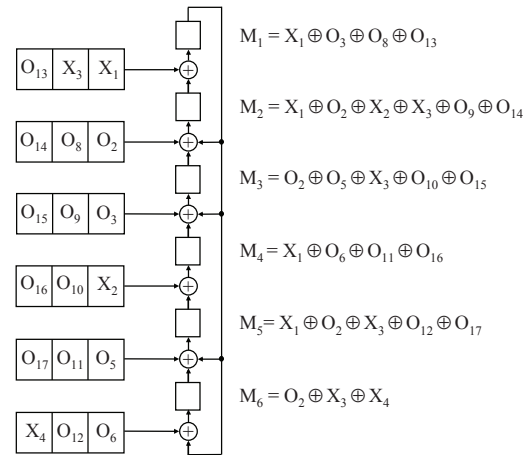 M₁ = X₁ ⊕ O₃ ⊕ O₈ ⊕ O₁₃
O₁₃ X₃ X₁
M₂ = X₁ ⊕ O₂ ⊕ X₂ ⊕ X₃ ⊕ O₉ ⊕ O₁₄
O₁₄ O₈ O₂
M₃ = O₂ ⊕ O₅ ⊕ X₃ ⊕ O₁₀ ⊕ O₁₅
O₁₅ O₉ O₃
M₄ = X₁ ⊕ O₆ ⊕ O₁₁ ⊕ O₁₆
O₁₆ O₁₀ X₂
M₅ = X₁ ⊕ O₂ ⊕ X₃ ⊕ O₁₂ ⊕ O₁₇
O₁₇ O₁₁ O₅
M₆ = O₂ ⊕ X₃ ⊕ X₄
X₄ O₁₂ O₆